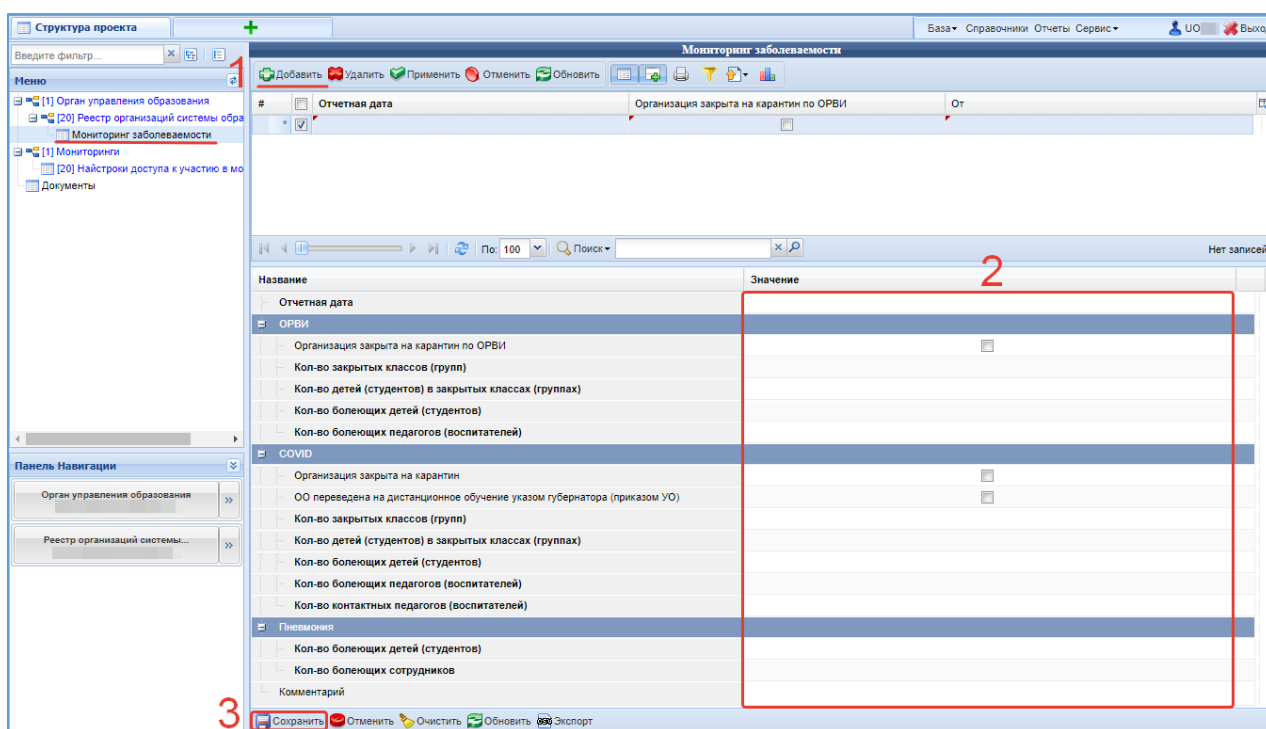 Структура проекта
База Справочники Отчеты Сервис UO Выхо
Введите фильтр...
Мониторинг заболеваемости
1
Меню
Добавить Удалить Применить Отменить Обновить
[1] Орган управления образования
# Отчетная дата Организация закрыта на карантин по ОРВИ От
[20] Реестр организаций системы обра
*
Мониторинг заболеваемости
[1] Мониторинги
[20] Найстроки доступа к участию в мо
Документы
По: 100 Поиск Нет записей
2
Название Значение
Отчетная дата
ОРВИ
Организация закрыта на карантин по ОРВИ
Кол-во закрытых классов (групп)
Кол-во детей (студентов) в закрытых классах (группах)
Кол-во болеющих детей (студентов)
Кол-во болеющих педагогов (воспитателей)
COVID
Панель Навигации
Организация закрыта на карантин
Орган управления образования »
ОО переведена на дистанционное обучение указом губернатора (приказом УО)
Кол-во закрытых классов (групп)
Реестр организаций системы... »
Кол-во детей (студентов) в закрытых классах (группах)
Кол-во болеющих детей (студентов)
Кол-во болеющих педагогов (воспитателей)
Кол-во контактных педагогов (воспитателей)
Пневмония
Кол-во болеющих детей (студентов)
Кол-во болеющих сотрудников
Комментарий
3
Сохранить Отменить Очистить Обновить Экспорт